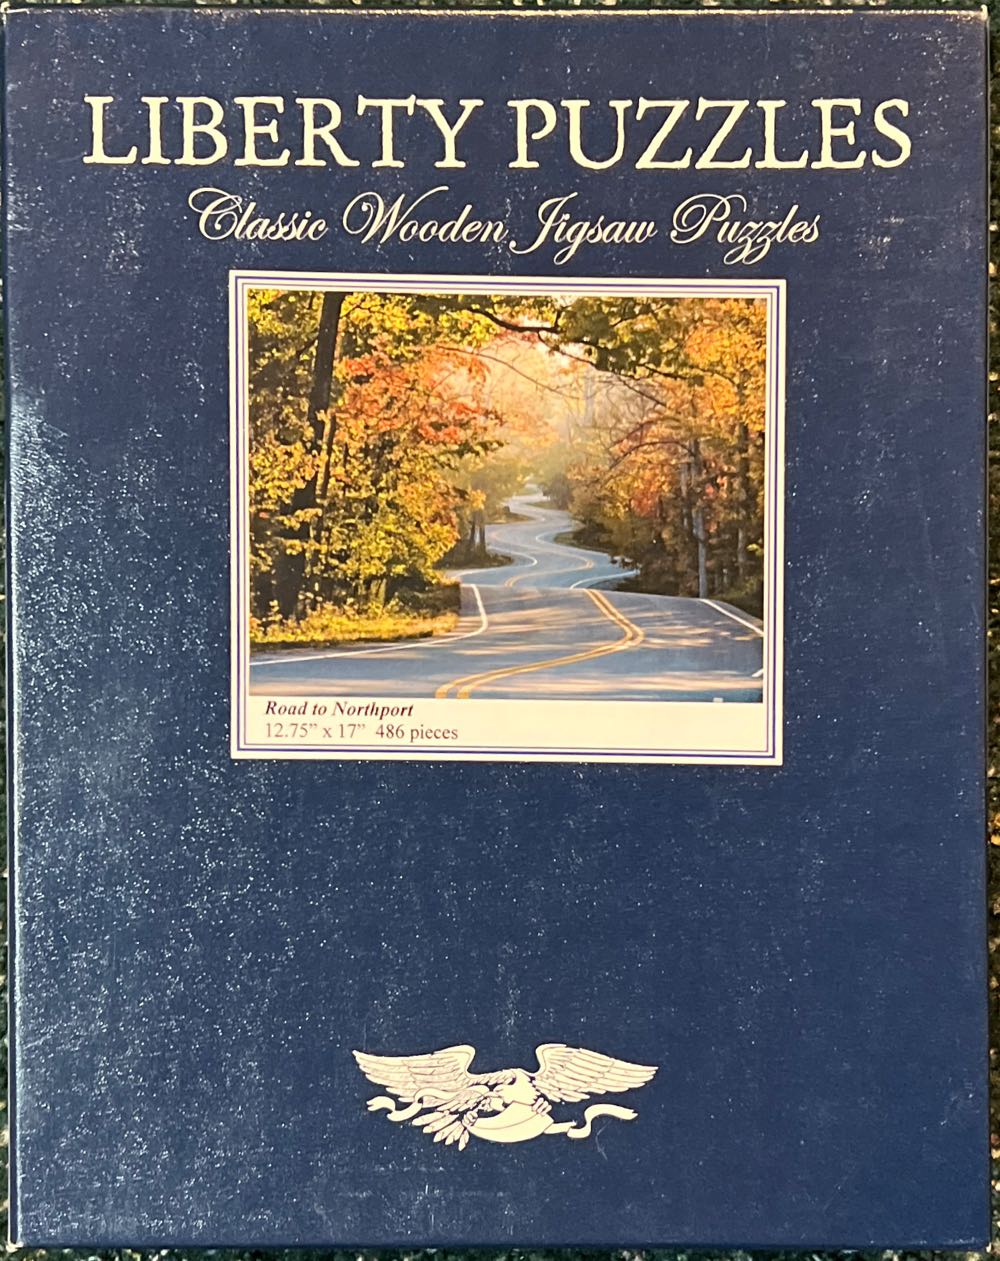 LIBERTY PUZZLES
Classic Wooden Jigsaw Puzzles
Road to Northport
12.75” x 17” 486 pieces